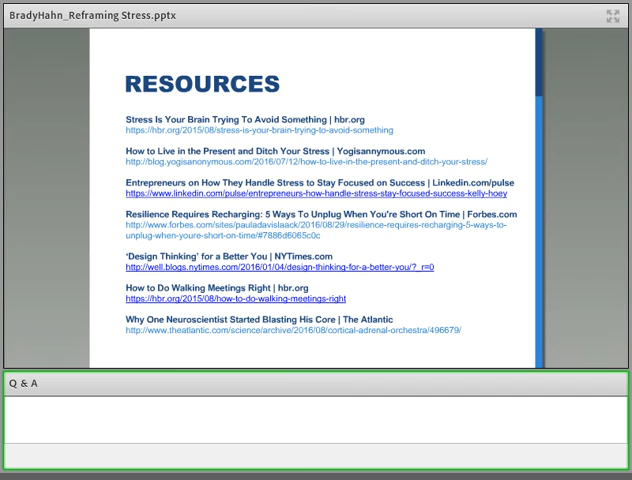 BradyHahn_Reframing Stress.pptx
RESOURCES
Stress Is Your Brain Trying To Avoid Something | hbr.org
https://hbr.org/2015/08/stress-is-your-brain-trying-to-avoid-something
How to Live in the Present and Ditch Your Stress | Yogisannymous.com
http://blog.yogisanonymous.com/2016/07/12/how-to-live-in-the-present-and-ditch-your-stress/
Entrepreneurs on How They Handle Stress to Stay Focused on Success | Linkedin.com/pulse
https://www.linkedin.com/pulse/entrepreneurs-how-handle-stress-stay-focused-success-kelly-hoey
Resilience Requires Recharging: 5 Ways To Unplug When You're Short On Time | Forbes.com
http://www.forbes.com/sites/pauladavislaack/2016/08/29/resilience-requires-recharging-5-ways-to-
unplug-when-youre-short-on-time/#7886d6065c0c
‘Design Thinking’ for a Better You | NYTimes.com
http://well.blogs.nytimes.com/2016/01/04/design-thinking-for-a-better-you/?_r=0
How to Do Walking Meetings Right | hbr.org
https://hbr.org/2015/08/how-to-do-walking-meetings-right
Why One Neuroscientist Started Blasting His Core | The Atlantic
http://www.theatlantic.com/science/archive/2016/08/cortical-adrenal-orchestra/496679/
Q & A